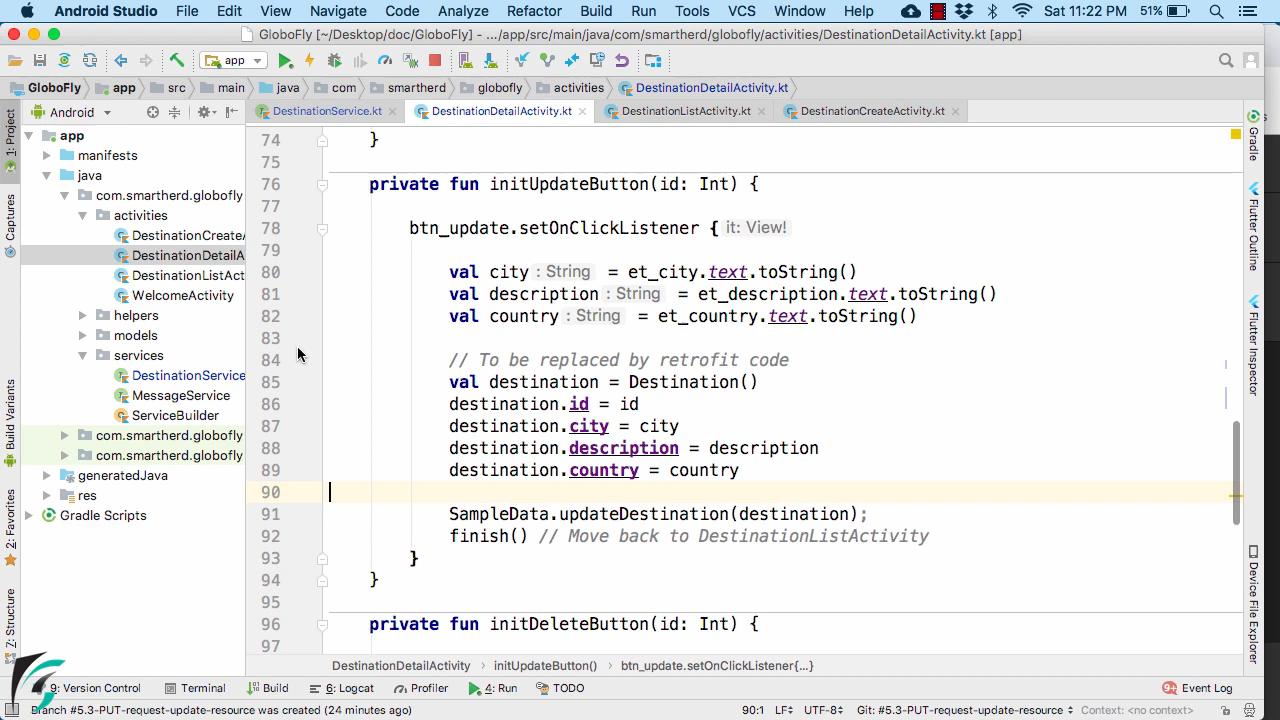 Android Studio File Edit View Navigate Code Analyze Refactor Build Run Tools VCS Window Help Sat 11:22 PM 51%
GloboFly [~/Desktop/doc/GloboFly] - .../app/src/main/java/com/smartherd/globofly/activities/DestinationDetailActivity.kt [app]
app
GloboFly app src main java com smartherd globofly activities DestinationDetailActivity.kt
Android DestinationService.kt DestinationDetailActivity.kt DestinationListActivity.kt DestinationCreateActivity.kt
1: Project
Captures
Build Variants
2: Favorites
7: Structure
app
manifests
java
com.smartherd.globofly
activities
DestinationCreateA
DestinationDetailA
DestinationListAct
WelcomeActivity
helpers
models
services
DestinationService
MessageService
ServiceBuilder
com.smartherd.globofly
com.smartherd.globofly
generatedJava
res
Gradle Scripts
74 }
75
76 private fun initUpdateButton(id: Int) {
77
78 btn_update.setOnClickListener { it: View!
79
80 val city : String = et_city.text.toString()
81 val description : String = et_description.text.toString()
82 val country : String = et_country.text.toString()
83
84 // To be replaced by retrofit code
85 val destination = Destination()
86 destination.id = id
87 destination.city = city
88 destination.description = description
89 destination.country = country
90
91 SampleData.updateDestination(destination);
92 finish() // Move back to DestinationListActivity
93 }
94 }
95
96 private fun initDeleteButton(id: Int) {
97
Gradle
Flutter Outline
Flutter Inspector
Device File Explorer
DestinationDetailActivity initUpdateButton() btn_update.setOnClickListener{...}
9: Version Control Terminal Build 6: Logcat Profiler 4: Run TODO 9+ Event Log
Branch #5.3-PUT-request-update-resource was created (24 minutes ago) 90:1 LF÷ UTF-8÷ Git: #5.3-PUT-request-update-resource ÷ Context: <no context>